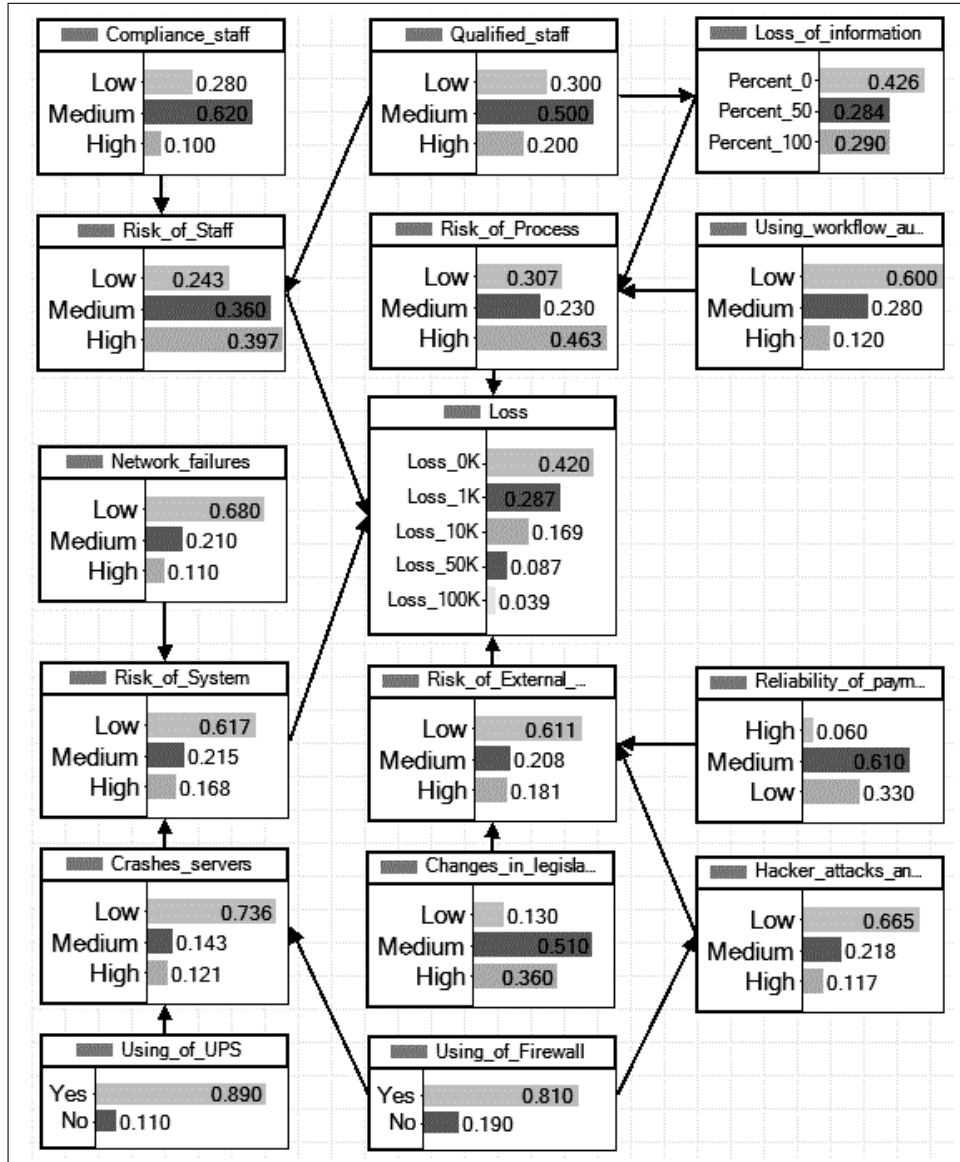 Compliance_staff
Low 0.280
Medium 0.620
High 0.100
Qualified_staff
Low 0.300
Medium 0.500
High 0.200
Loss_of_information
Percent_0 0.426
Percent_50 0.284
Percent_100 0.290
Risk_of_Staff
Low 0.243
Medium 0.360
High 0.397
Risk_of_Process
Low 0.307
Medium 0.230
High 0.463
Using_workflow_au...
Low 0.600
Medium 0.280
High 0.120
Network_failures
Low 0.680
Medium 0.210
High 0.110
Loss
Loss_0K 0.420
Loss_1K 0.287
Loss_10K 0.169
Loss_50K 0.087
Loss_100K 0.039
Risk_of_System
Low 0.617
Medium 0.215
High 0.168
Risk_of_External_...
Low 0.611
Medium 0.208
High 0.181
Reliability_of_paym...
High 0.060
Medium 0.610
Low 0.330
Crashes_servers
Low 0.736
Medium 0.143
High 0.121
Changes_in_legisla...
Low 0.130
Medium 0.510
High 0.360
Hacker_attacks_an...
Low 0.665
Medium 0.218
High 0.117
Using_of_UPS
Yes 0.890
No 0.110
Using_of_Firewall
Yes 0.810
No 0.190